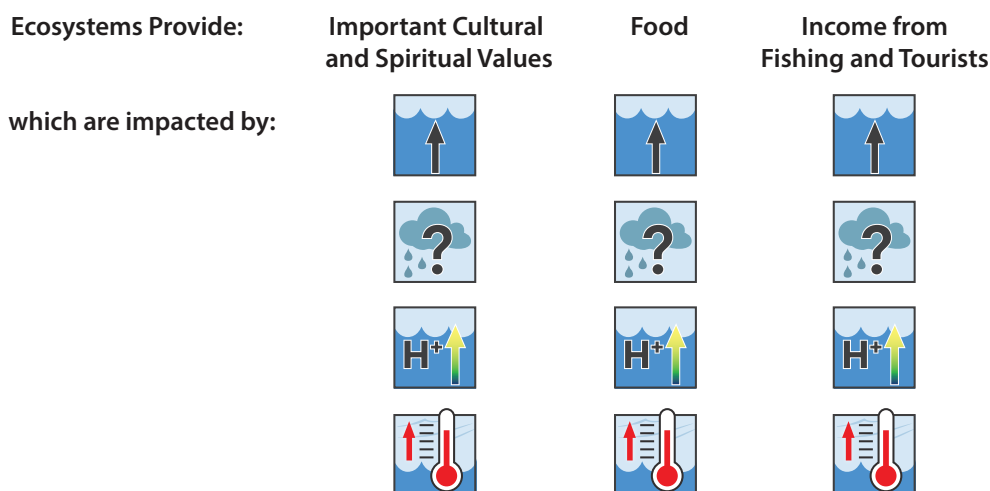 Ecosystems Provide:
Important Cultural
and Spiritual Values
Food
Income from
Fishing and Tourists
which are impacted by:
?
?
?
H+
H+
H+